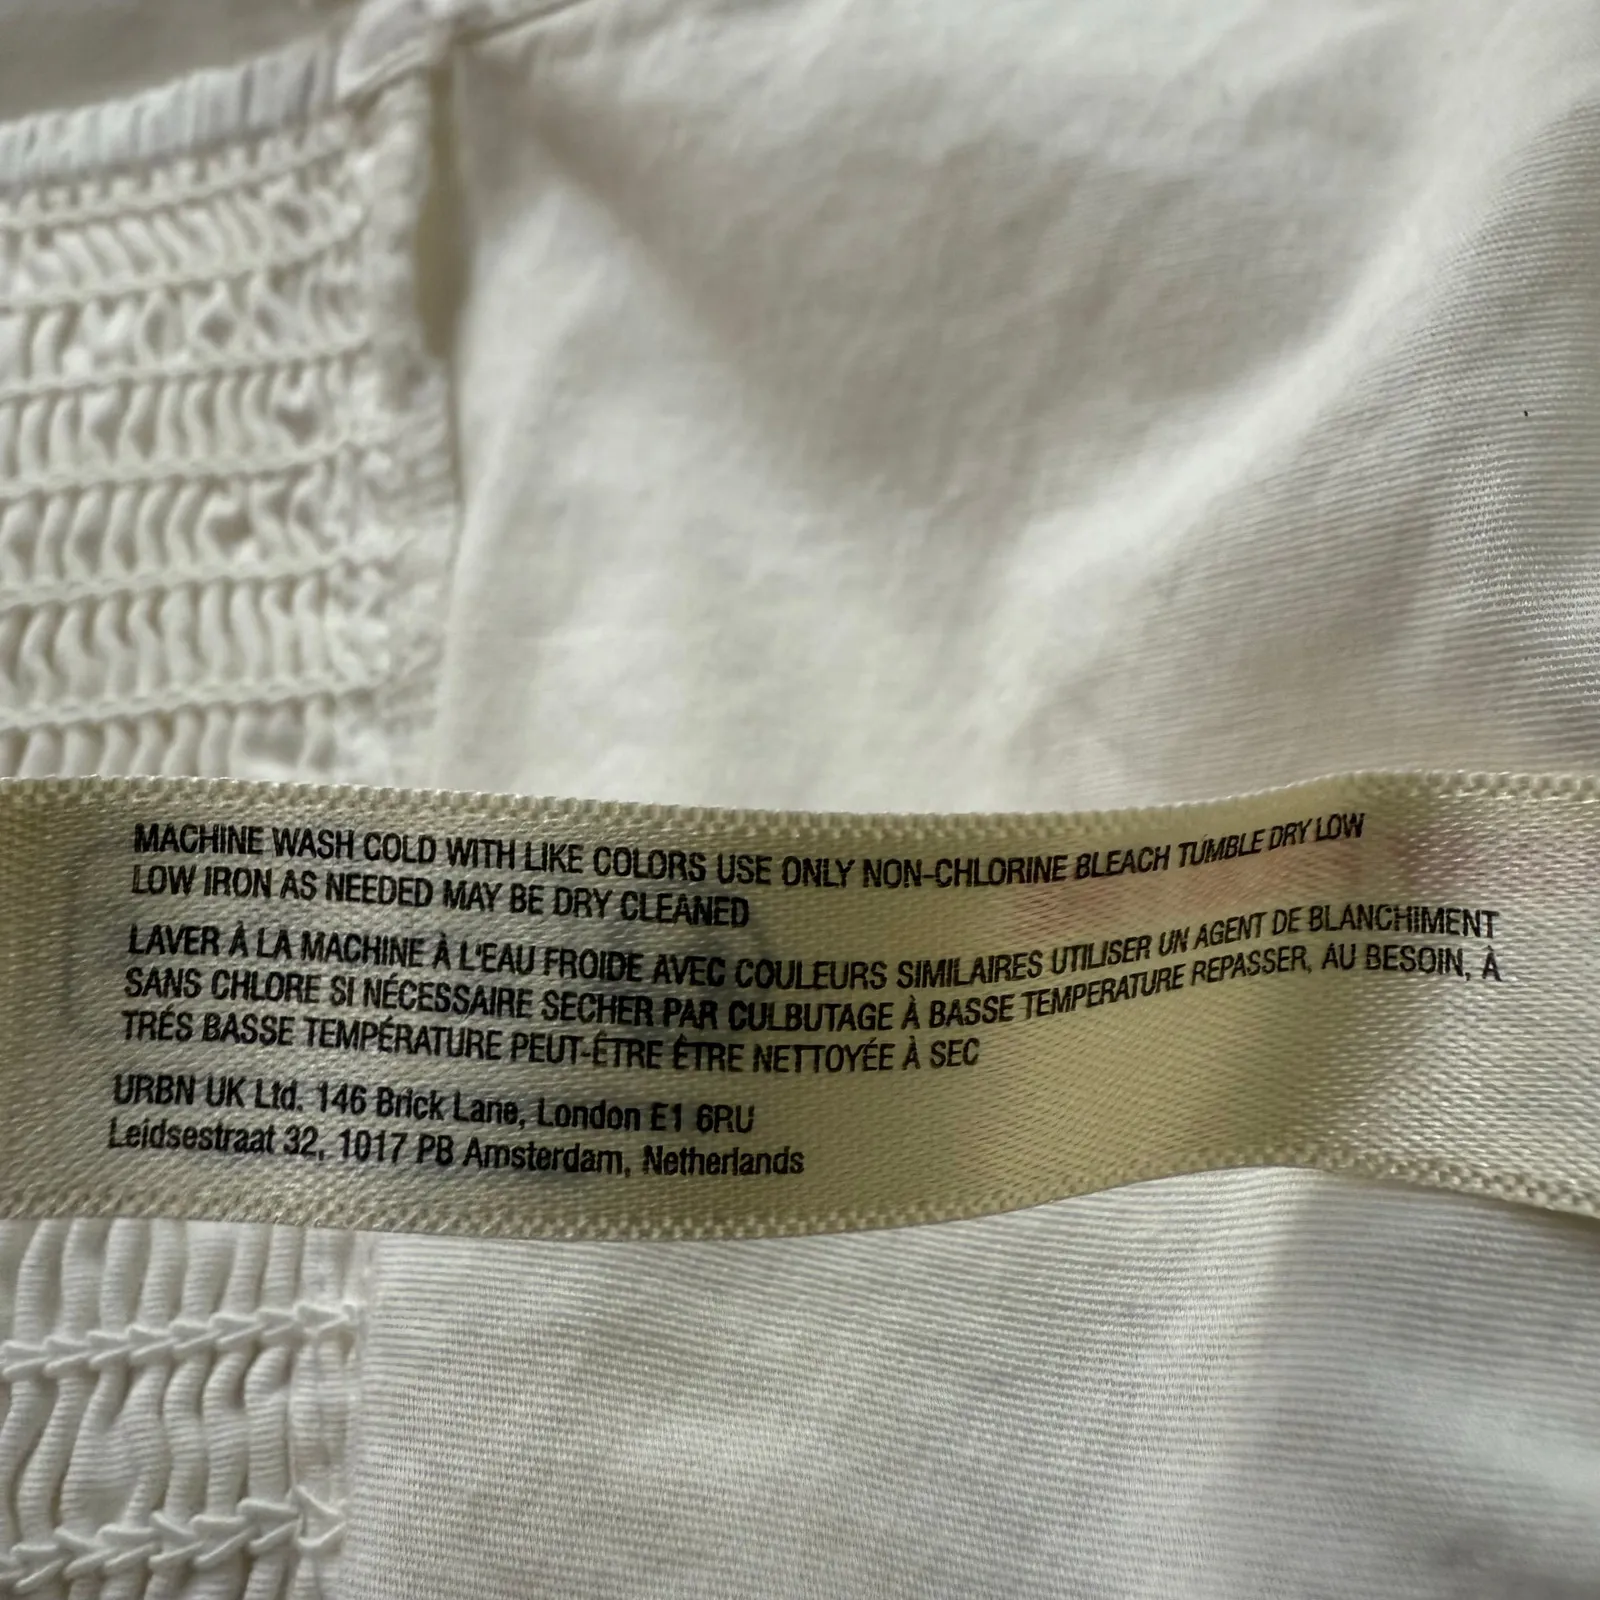 MACHINE WASH COLD WITH LIKE COLORS USE ONLY NON-CHLORINE BLEACH TUMBLE DRY LOW
LOW IRON AS NEEDED MAY BE DRY CLEANED
LAVER À LA MACHINE À L'EAU FROIDE AVEC COULEURS SIMILAIRES UTILISER UN AGENT DE BLANCHIMENT
SANS CHLORE SI NÉCESSAIRE SECHER PAR CULBUTAGE À BASSE TEMPERATURE REPASSER, AU BESOIN, À
TRÉS BASSE TEMPÉRATURE PEUT-ÊTRE ÊTRE NETTOYÉE À SEC
URBN UK Ltd. 146 Brick Lane, London E1 6RU
Leidsestraat 32, 1017 PB Amsterdam, Netherlands